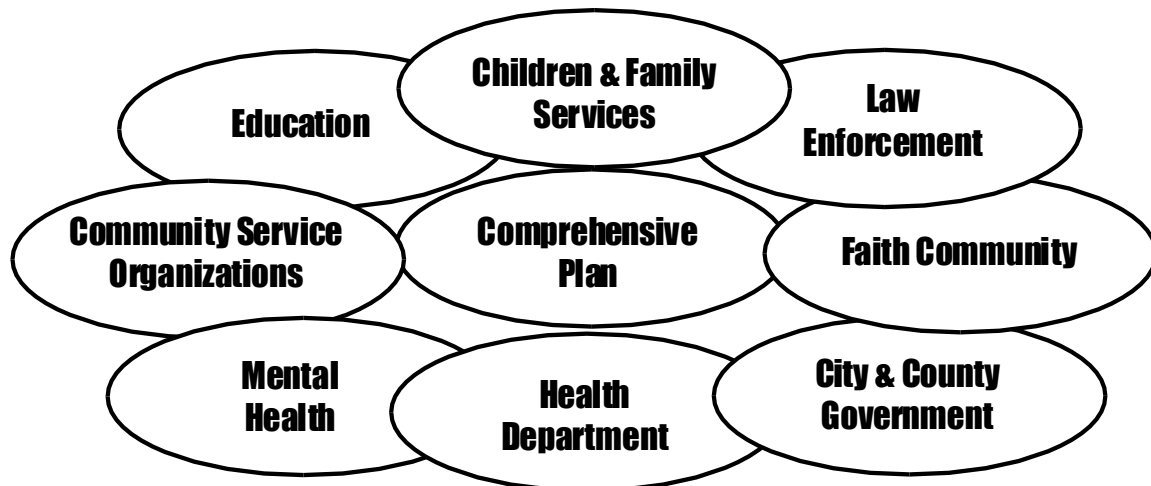 Children & Family
Services
Education
Law
Enforcement
Community Service
Organizations
Comprehensive
Plan
Faith Community
Mental
Health
Health
Department
City & County
Government